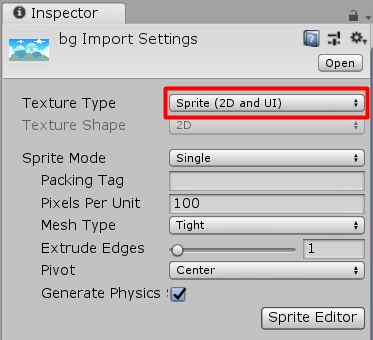 Inspector
bg Import Settings
Open
Texture Type Sprite (2D and UI)
Texture Shape 2D
Sprite Mode Single
Packing Tag
Pixels Per Unit 100
Mesh Type Tight
Extrude Edges 1
Pivot Center
Generate Physics
Sprite Editor